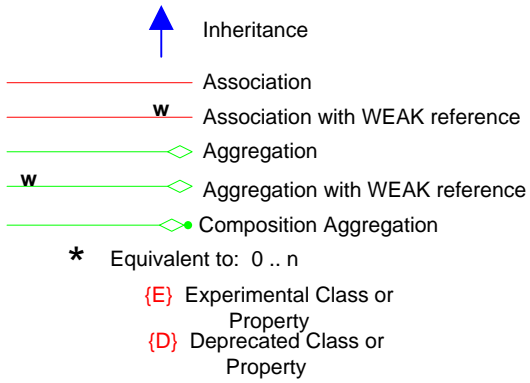 Inheritance
Association
w Association with WEAK reference
Aggregation
w Aggregation with WEAK reference
Composition Aggregation
* Equivalent to: 0 .. n
{E} Experimental Class or
Property
{D} Deprecated Class or
Property